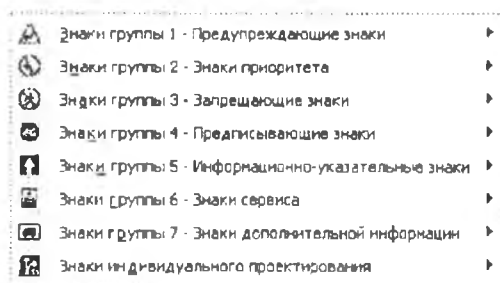 Знаки группы 1 - Предупреждающие знаки
Знаки группы 2 - Знаки приоритета
Знаки группы 3 - Запрещающие знаки
Знаки группы 4 - Предписывающие знаки
Знаки группы 5 - Информационно-указательные знаки
Знаки группы 6 - Знаки сервиса
Знаки группы 7 - Знаки дополнительной информации
Знаки индивидуального проектирования